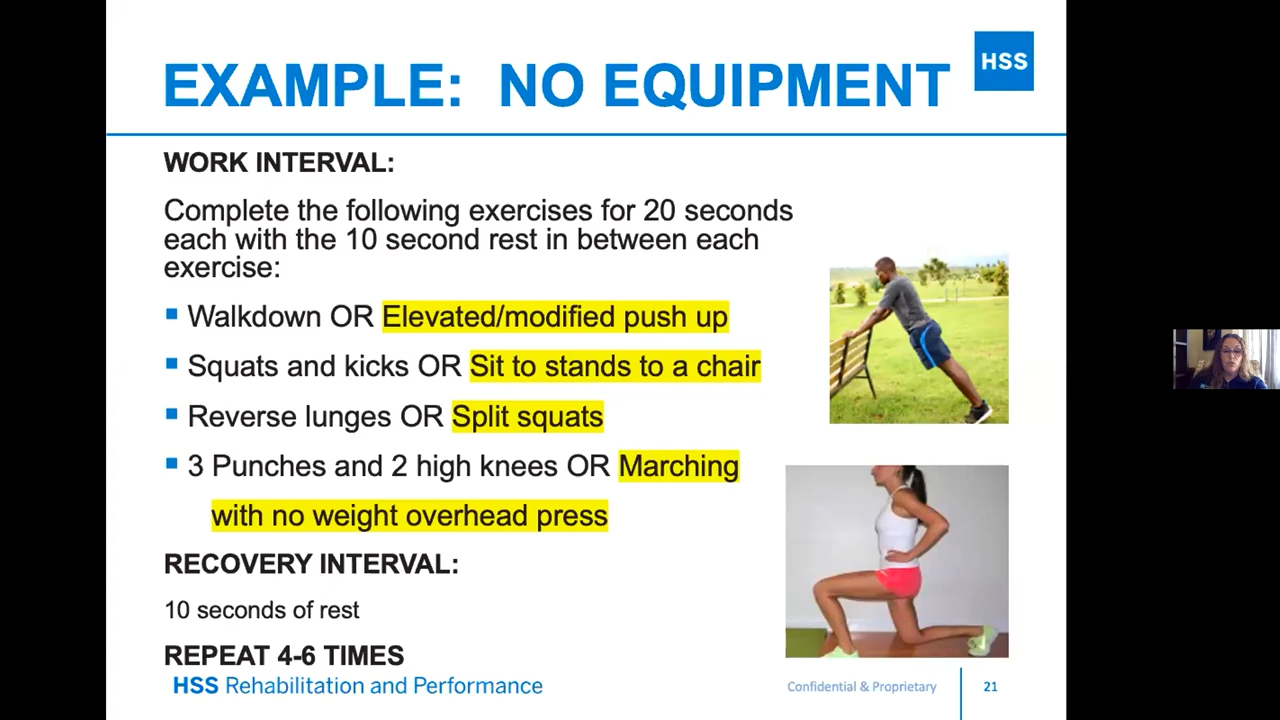 EXAMPLE: NO EQUIPMENT
HSS
WORK INTERVAL:
Complete the following exercises for 20 seconds
each with the 10 second rest in between each
exercise:
▪ Walkdown OR Elevated/modified push up
▪ Squats and kicks OR Sit to stands to a chair
▪ Reverse lunges OR Split squats
▪ 3 Punches and 2 high knees OR Marching
with no weight overhead press
RECOVERY INTERVAL:
10 seconds of rest
REPEAT 4-6 TIMES
HSS Rehabilitation and Performance
Confidential & Proprietary
21